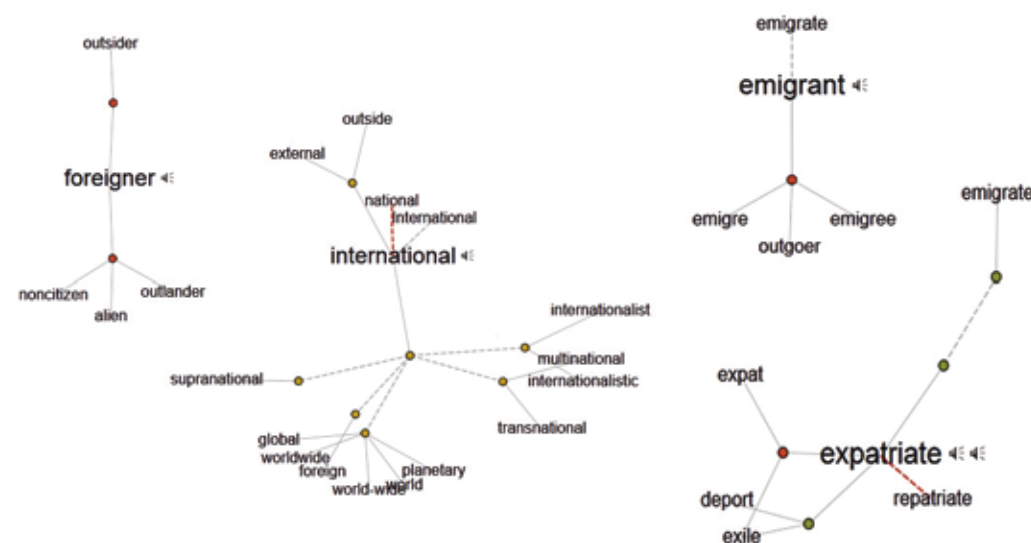 outsider
foreigner
noncitizen
outlander
alien
outside
external
national
International
international
internationalist
multinational
supranational
internationalistic
transnational
global
worldwide
foreign
planetary
world
world-wide
emigrate
emigrant
emigre
emigree
outgoer
emigrate
expat
expatriate
deport
repatriate
exile